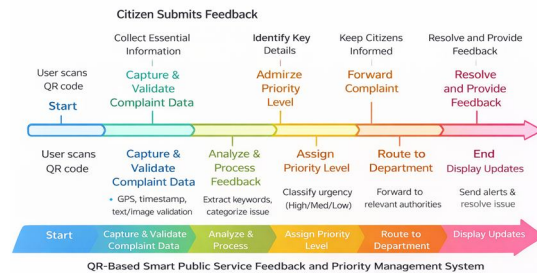 Citizen Submits Feedback
Collect Essential
Information
Identify Key
Details
Keep Citizens
Informed
Resolve and Provide
Feedback
User scans
QR code
Start
Capture &
Validate
Complaint Data
Admirze
Priority
Level
Forward
Complaint
Resolve
and Provide
Feedback
User scans
QR code
Capture &
Validate
Complaint Data
+ GPS, timestamp,
text/image validation
Analyze &
Process
Feedback
Extract keywords,
categorize issue
Assign
Priority Level
Classify urgency
(High/Med/Low)
Route to
Department
Forward to
relevant authorities
End
Display Updates
Send alerts &
resolve issue
Start
Capture & Validate
Complaint Data
Analyze &
Process
Assign Priority
Level
Route to
Department
Display Updates
QR-Based Smart Public Service Feedback and Priority Management System